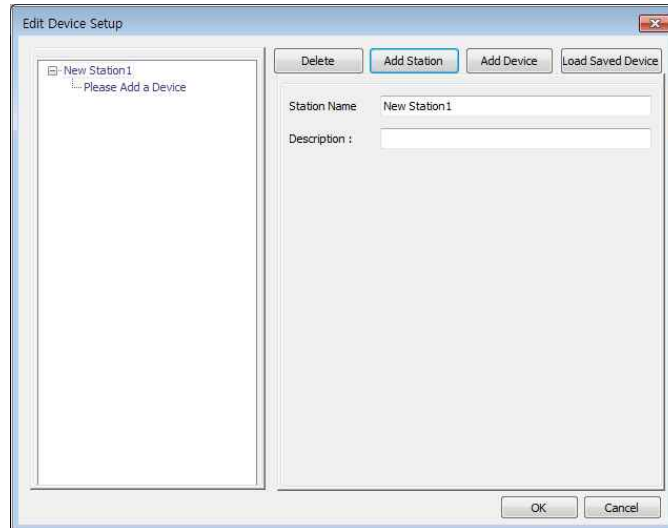 Edit Device Setup
New Station1
Please Add a Device
Delete Add Station Add Device Load Saved Device
Station Name New Station1
Description :
OK Cancel